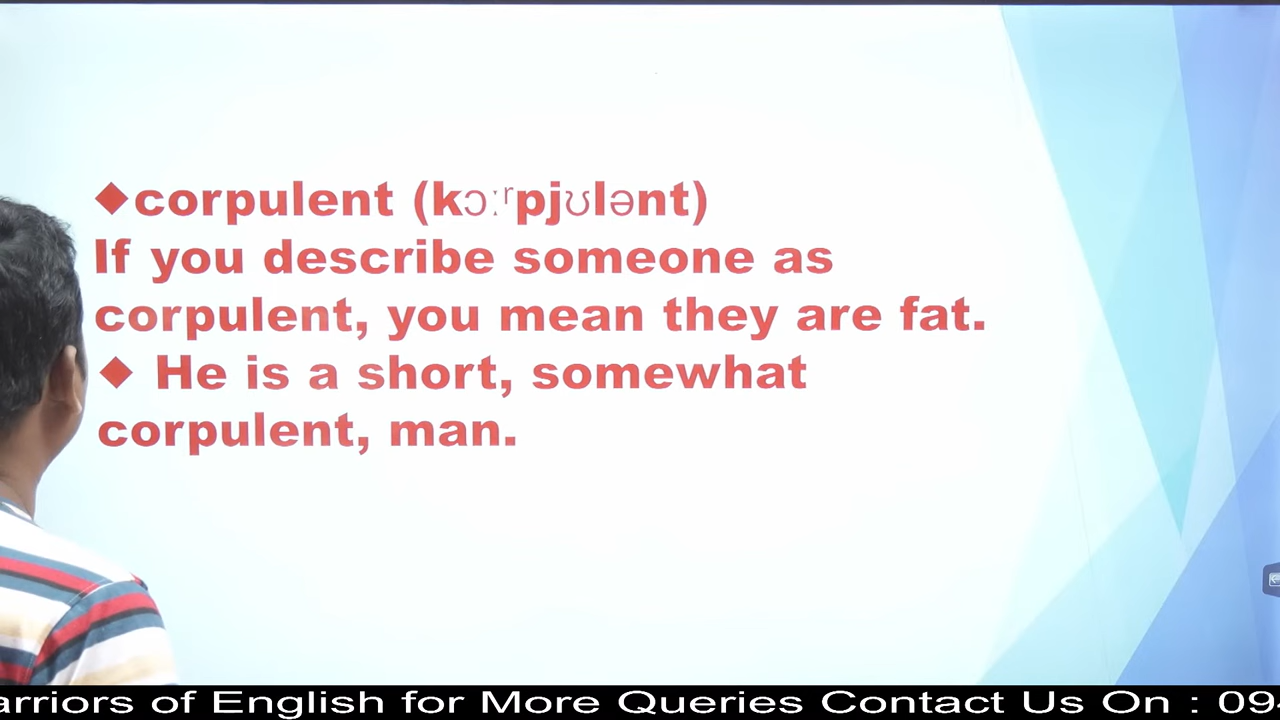 ◆corpulent (kɔːʳpjʊlənt)
If you describe someone as
corpulent, you mean they are fat.
◆ He is a short, somewhat
corpulent, man.
arriors of English for More Queries Contact Us On : 09